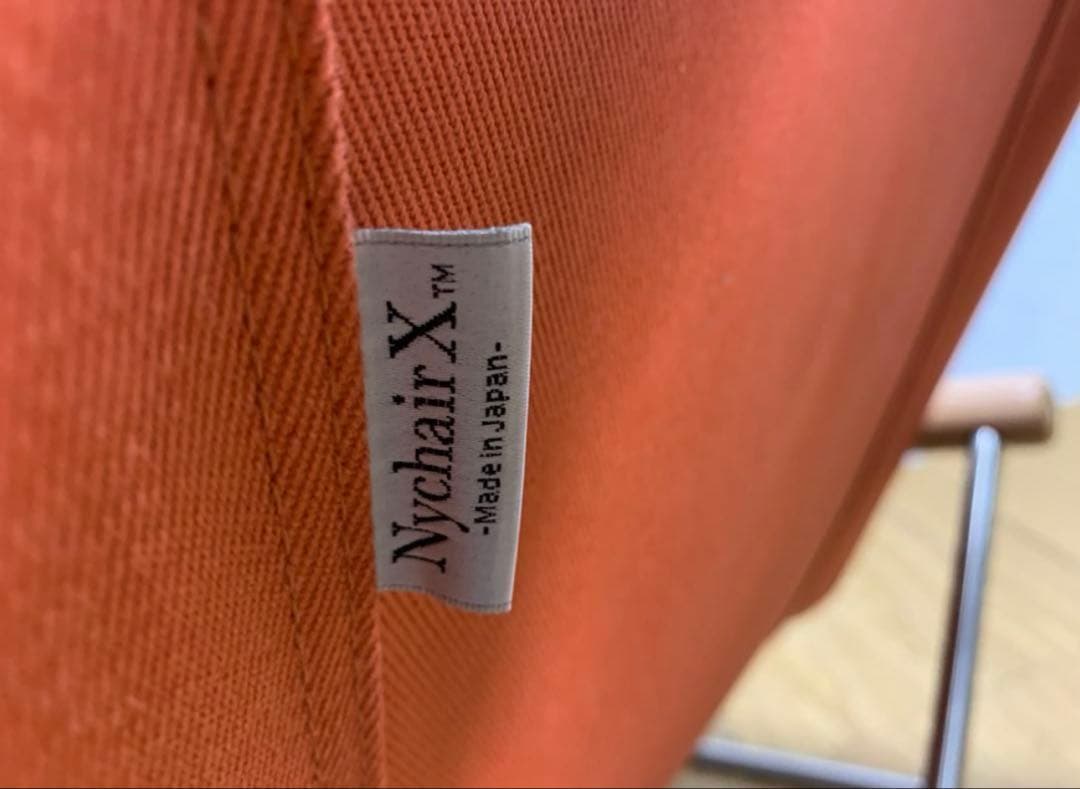 Nychair X™
-Made in Japan-